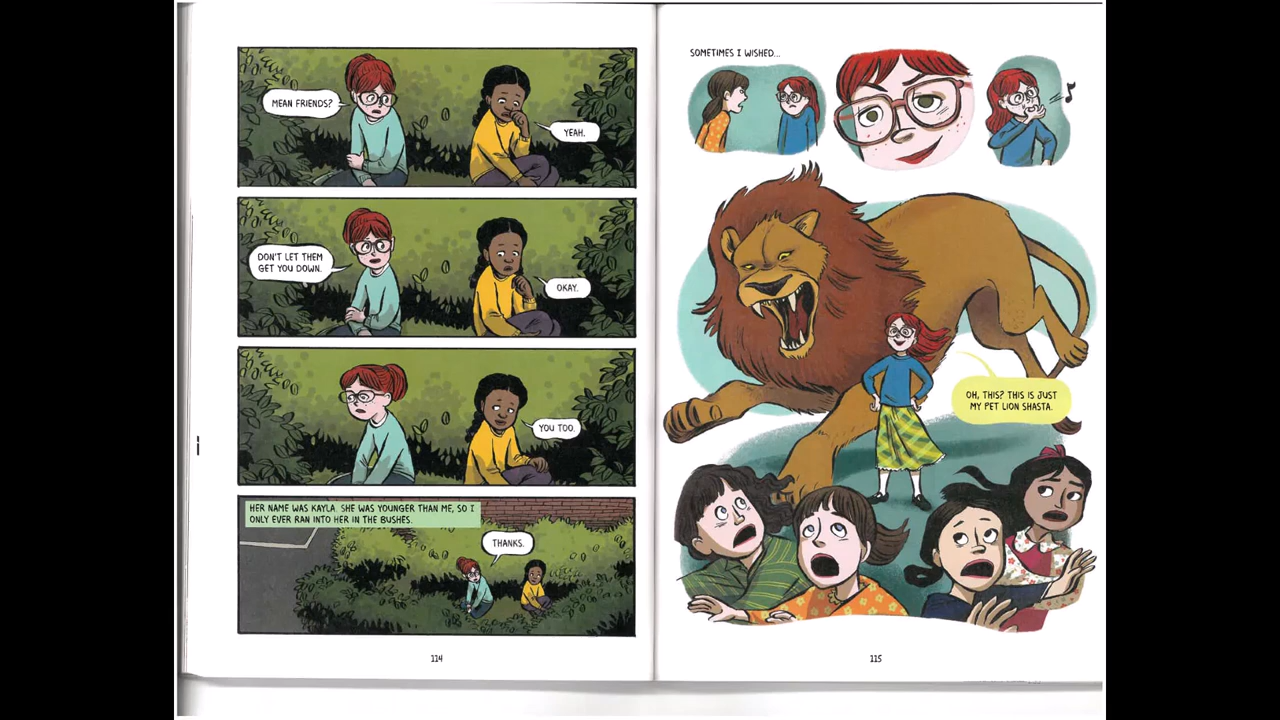 MEAN FRIENDS?
YEAH.
DON'T LET THEM
GET YOU DOWN.
OKAY.
YOU TOO.
HER NAME WAS KAYLA. SHE WAS YOUNGER THAN ME, SO I
ONLY EVER RAN INTO HER IN THE BUSHES.
THANKS.
114
SOMETIMES I WISHED...
OH, THIS? THIS IS JUST
MY PET LION SHASTA.
115